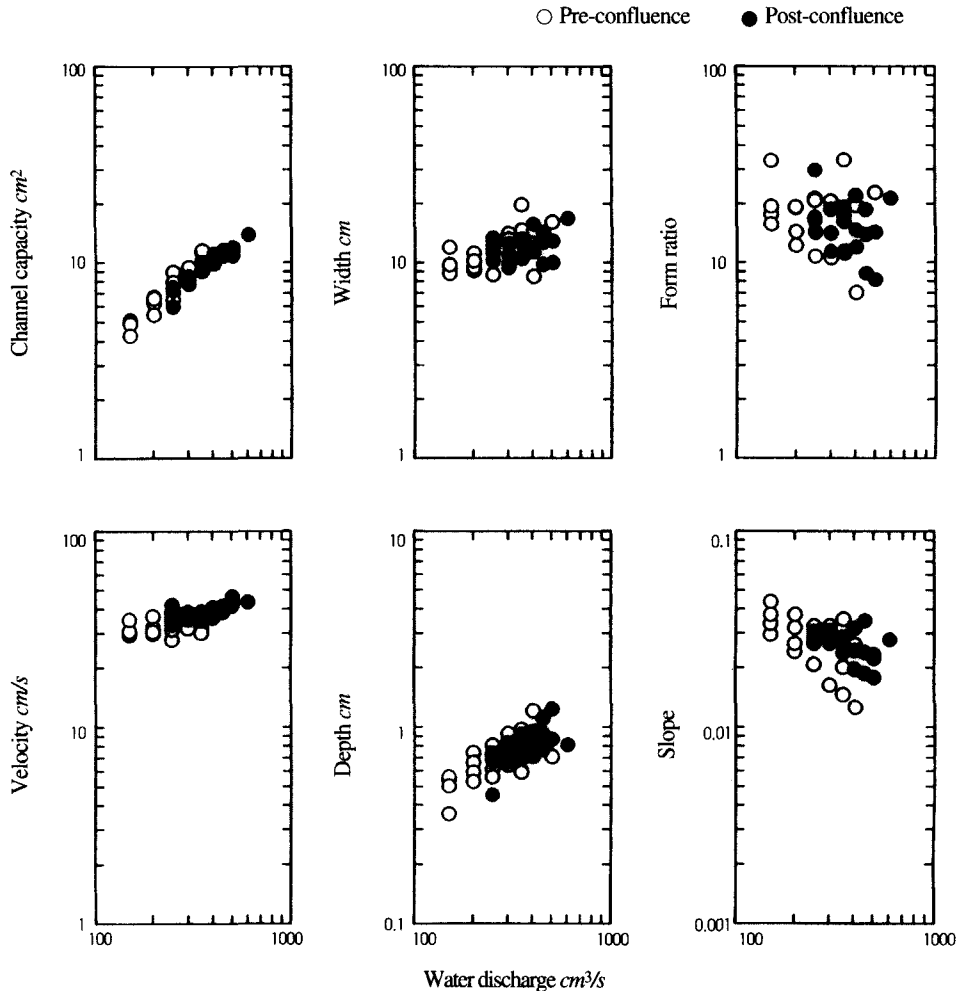 Pre-confluence
Post-confluence
100
10
1
Channel capacity cm²
100
10
1
Width cm
100
10
1
Form ratio
100
10
1
100
1000
Velocity cm/s
10
1
0.1
100
1000
Depth cm
0.1
0.01
0.001
100
1000
Slope
Water discharge cm³/s